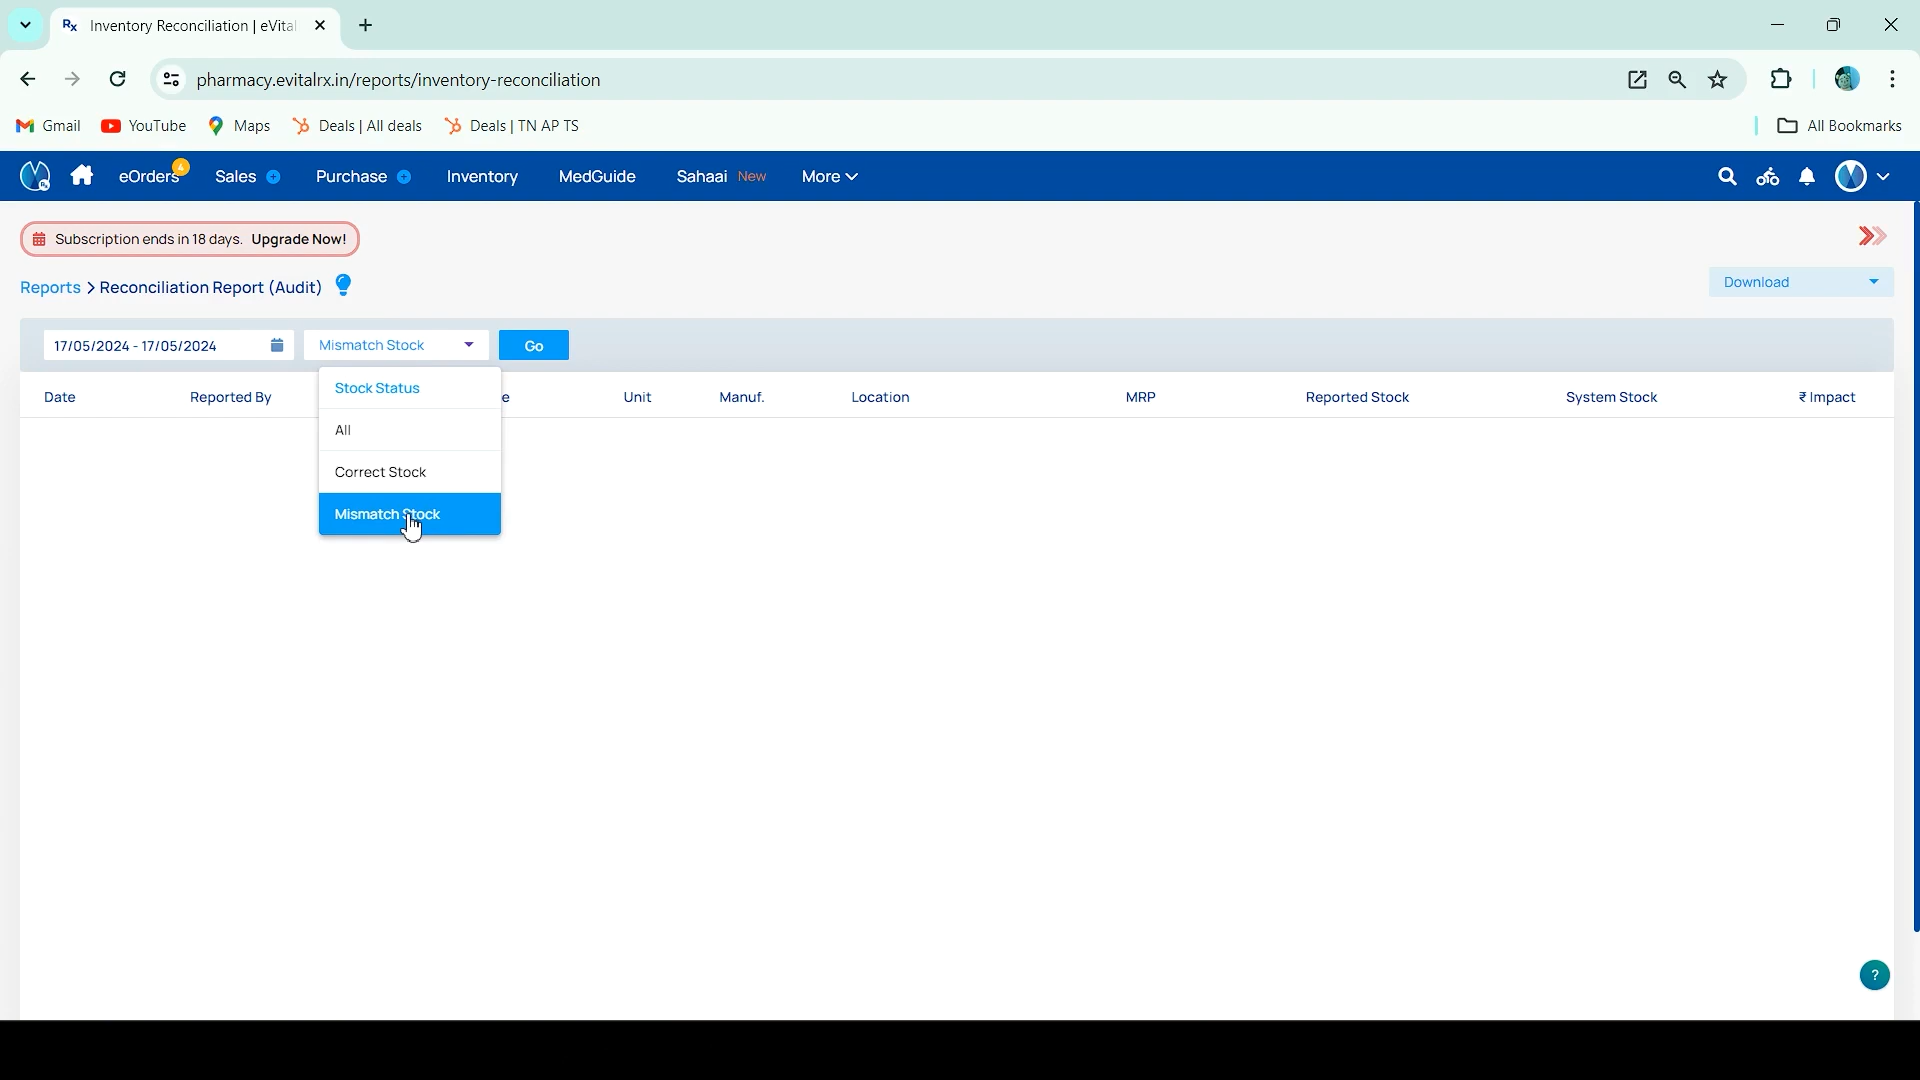 Rx Inventory Reconciliation | eVital
pharmacy.evitalrx.in/reports/inventory-reconciliation
Gmail YouTube Maps Deals | All deals Deals | TN AP TS All Bookmarks
eOrders 4 Sales Purchase Inventory MedGuide Sahaai New More
Subscription ends in 18 days. Upgrade Now!
Reports > Reconciliation Report (Audit) Download
17/05/2024 - 17/05/2024 Mismatch Stock Go
Date Reported By e Unit Manuf. Location MRP Reported Stock System Stock ₹ Impact
Stock Status
All
Correct Stock
Mismatch Stock
?